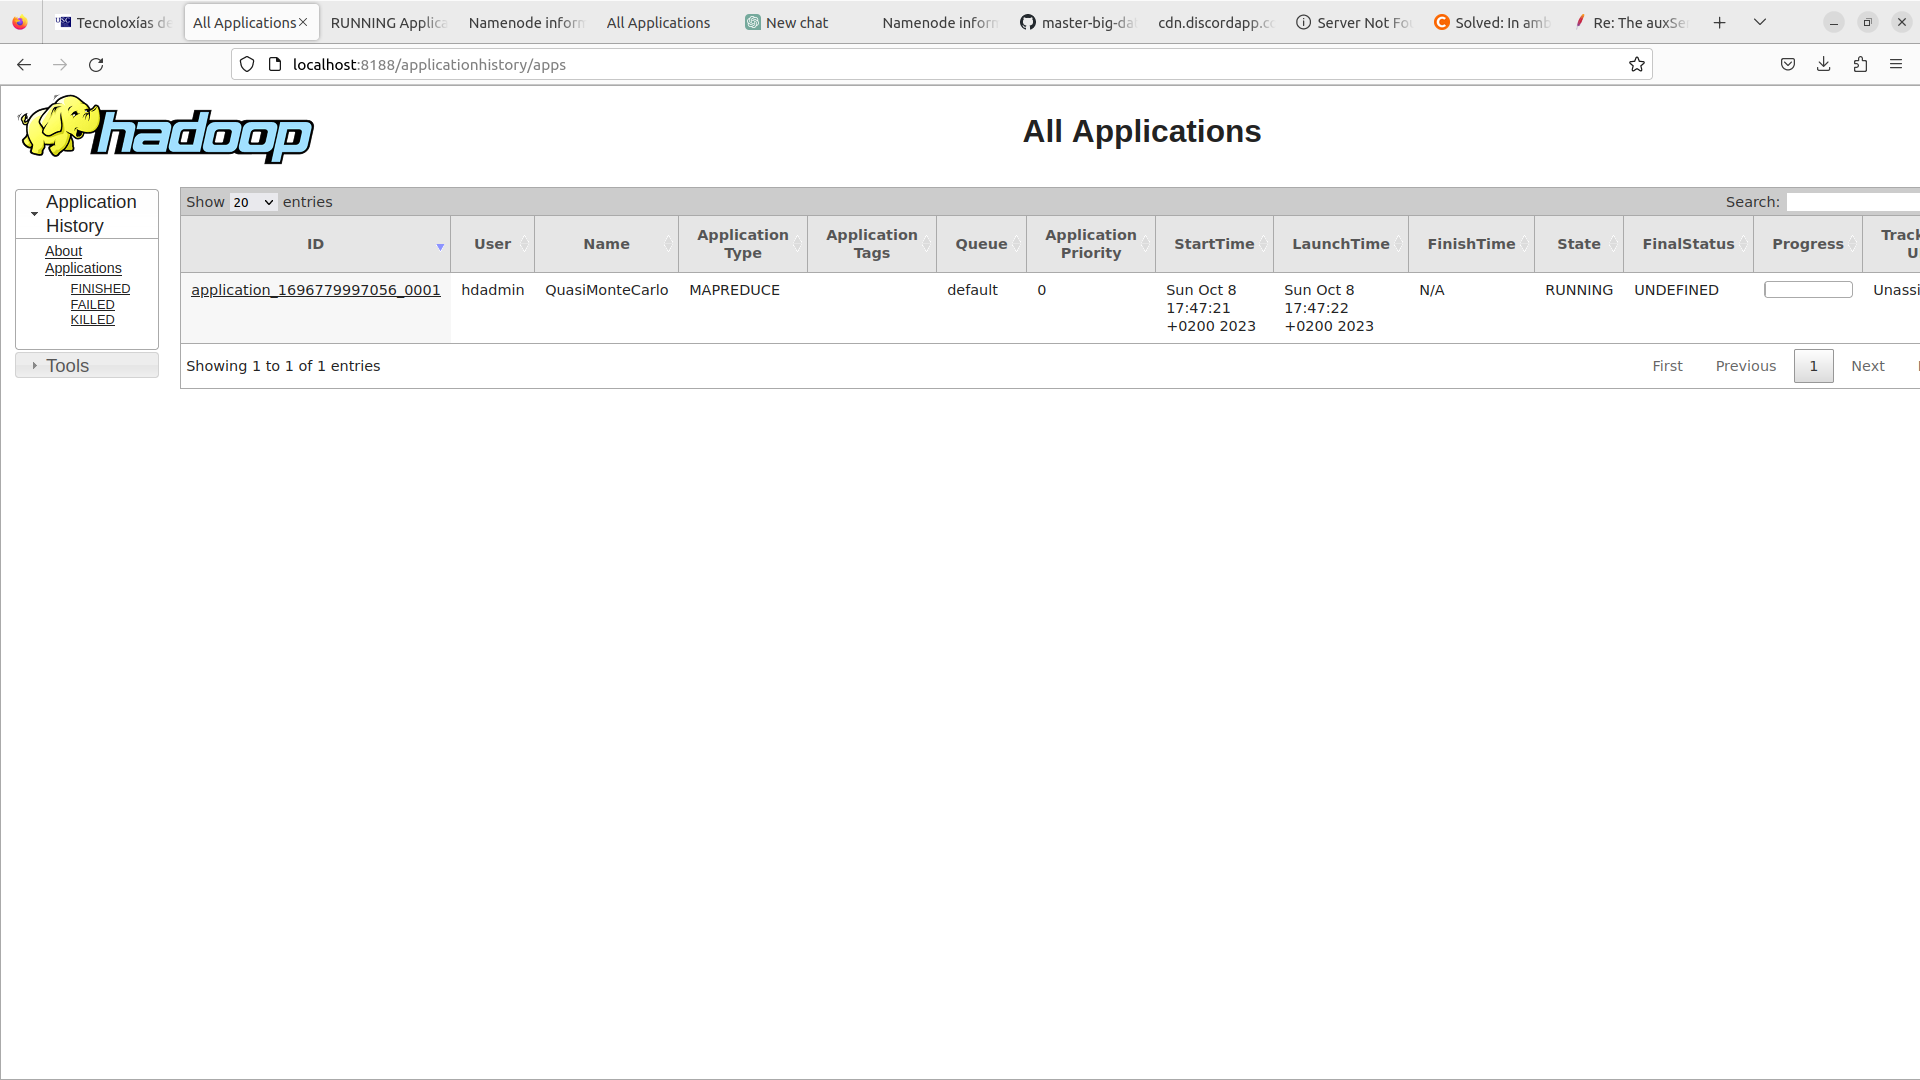 Tecnoloxías de
All Applications
RUNNING Applica
Namenode inform
All Applications
New chat
Namenode inform
master-big-da
cdn.discordapp.co
Server Not Fo
Solved: In amb
Re: The auxSe
localhost:8188/applicationhistory/apps
hadoop
All Applications
Application History
About
Applications
FINISHED
FAILED
KILLED
Tools
Show 20 entries
Search:
ID User Name Application Type Application Tags Queue Application Priority StartTime LaunchTime FinishTime State FinalStatus Progress Track U
application_1696779997056_0001 hdadmin QuasiMonteCarlo MAPREDUCE default 0 Sun Oct 8 17:47:21 +0200 2023 Sun Oct 8 17:47:22 +0200 2023 N/A RUNNING UNDEFINED Unassi
Showing 1 to 1 of 1 entries
First Previous 1 Next